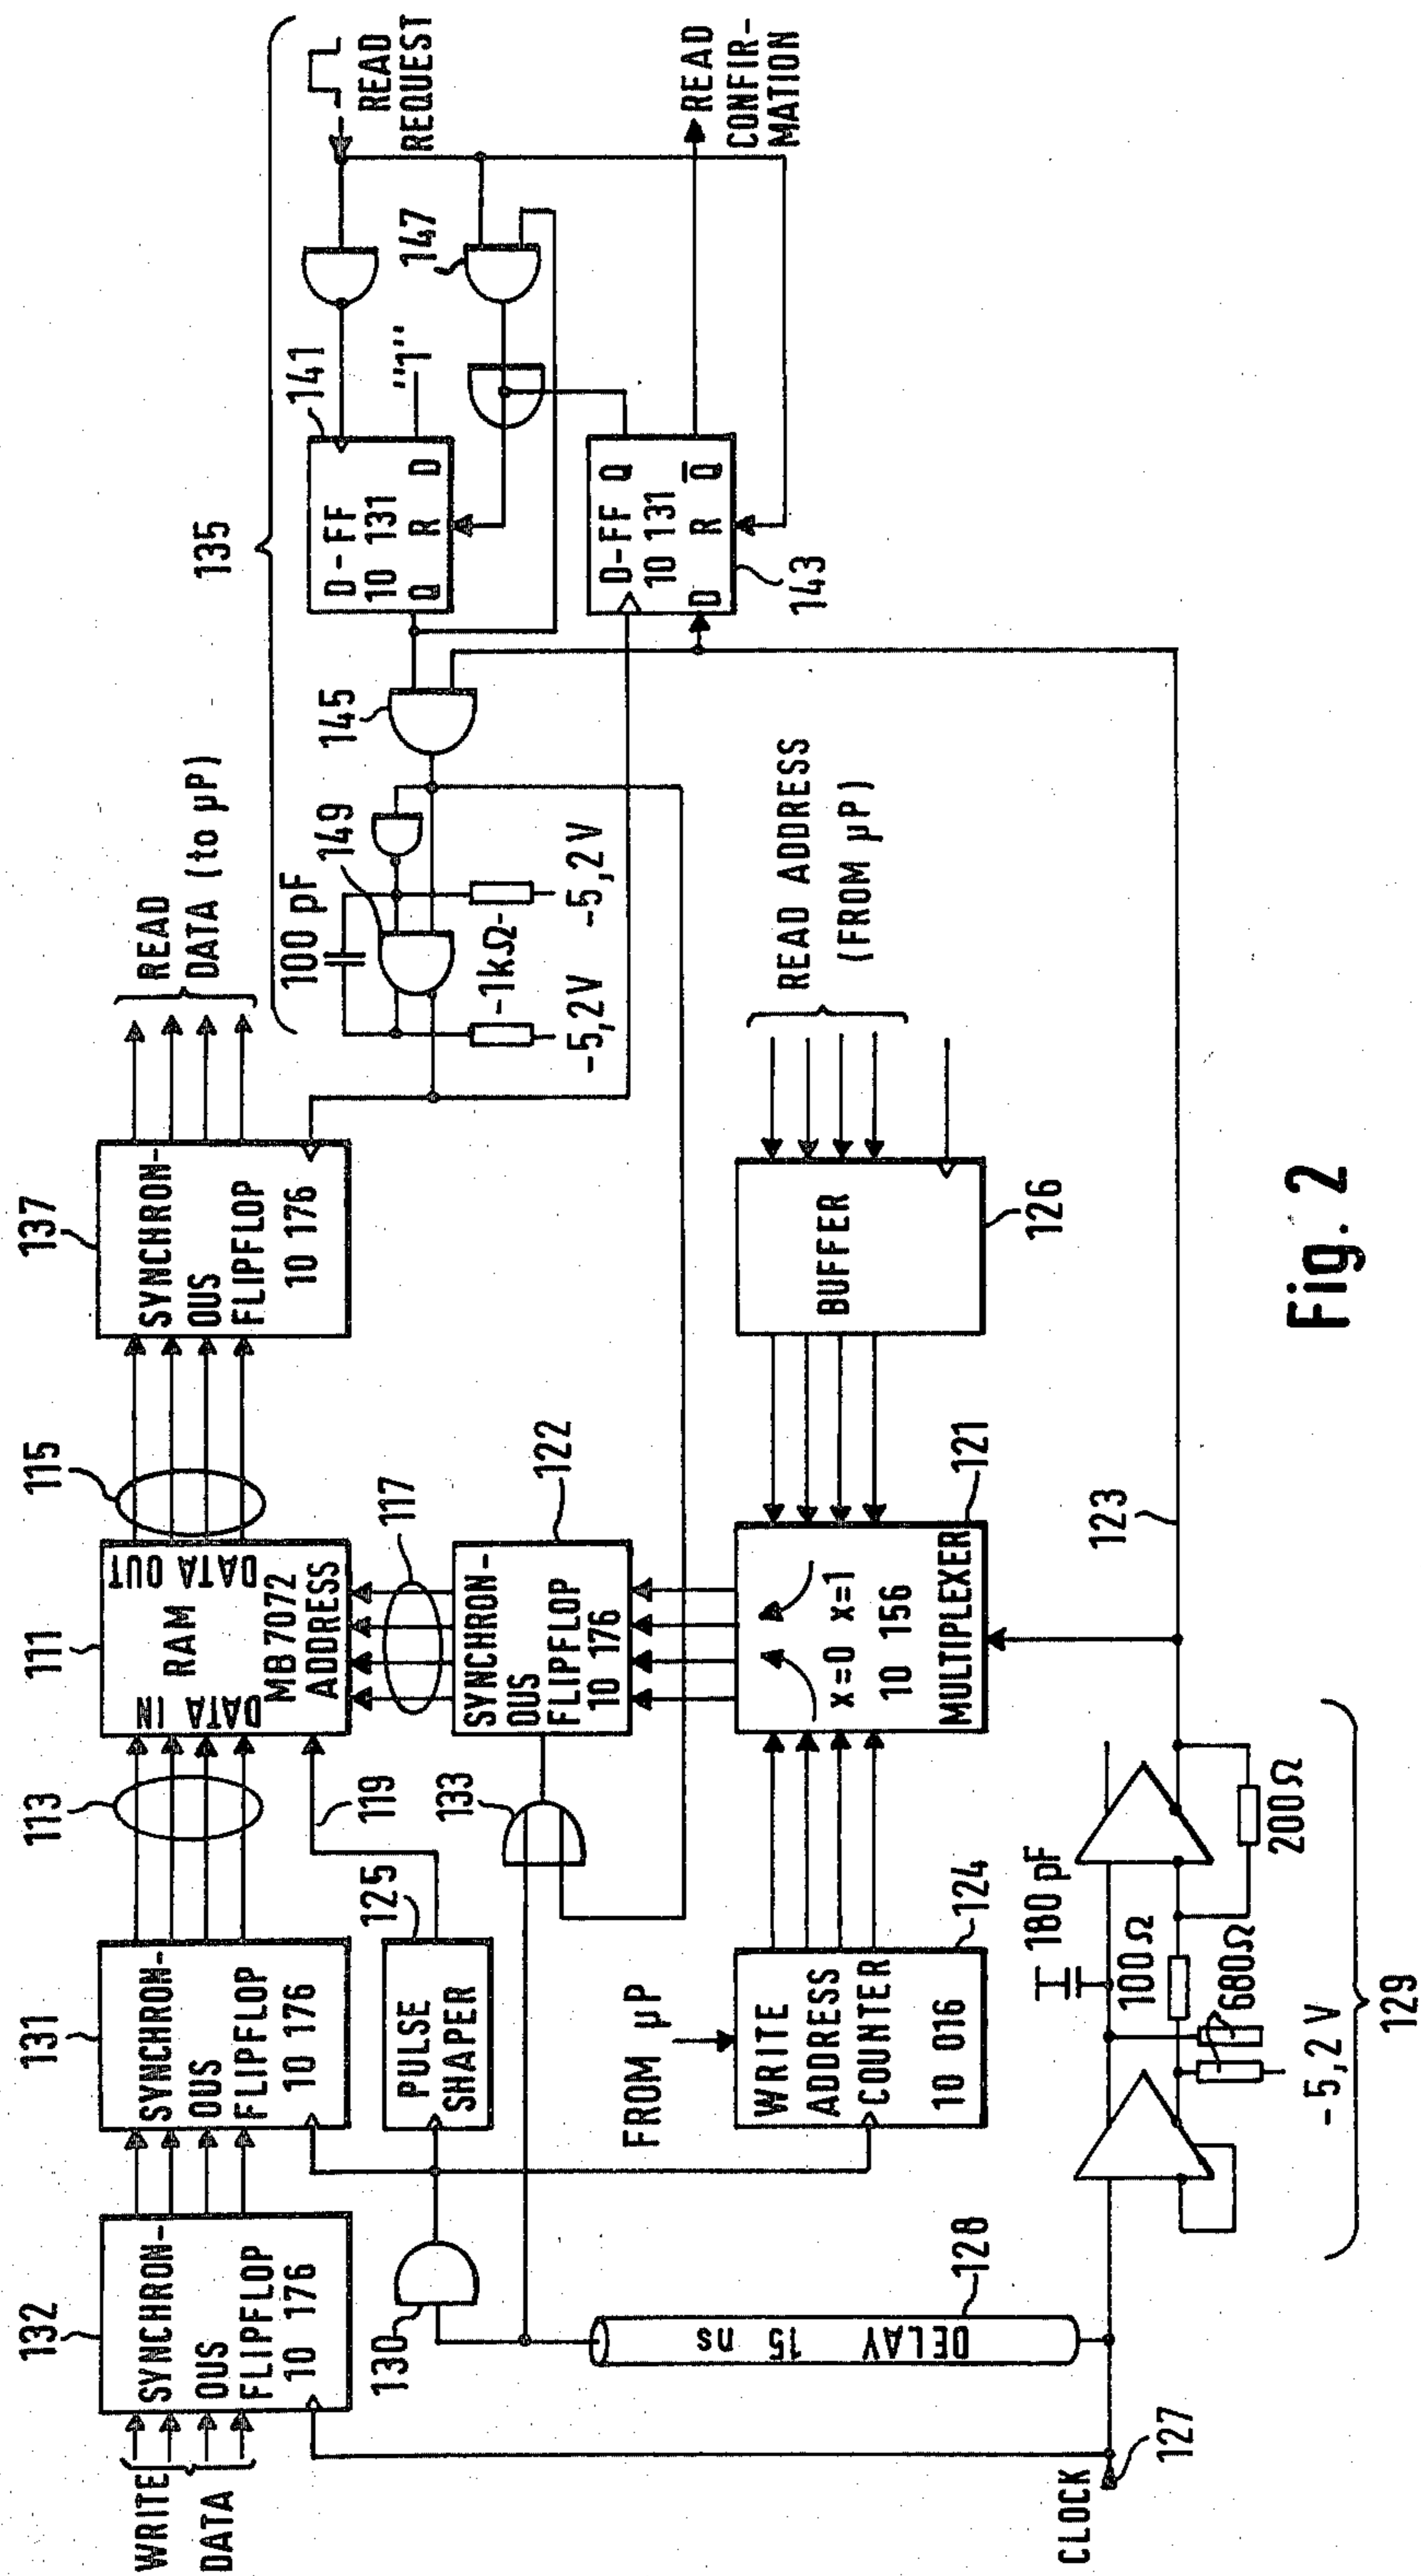 132
WRITE
DATA
SYNCHRON-
OUS
FLIPFLOP
10 176
131
SYNCHRON-
OUS
FLIPFLOP
10 176
113
111
DATA IN
RAM
DATA OUT
MB 7072
ADDRESS
115
137
SYNCHRON-
OUS
FLIPFLOP
10 176
READ
DATA (to µP)
130
PULSE
SHAPER
125
119
133
117
SYNCHRON-
OUS
FLIPFLOP
10 176
122
135
100 pF
149
-1kΩ-
-5,2V
-5,2V
145
D-FF
10 131
Q
R
D
141
"1"
147
READ
REQUEST
D-FF
10 131
Q
D
R
Q̅
143
READ
CONFIR-
MATION
DELAY 15 ns
128
FROM µP
WRITE
ADDRESS
COUNTER
10 016
124
x=0 x=1
10 156
MULTIPLEXER
121
BUFFER
126
READ ADDRESS
(FROM µP)
CLOCK
127
180 pF
100Ω
680Ω
200Ω
-5,2 V
129
123
Fig. 2